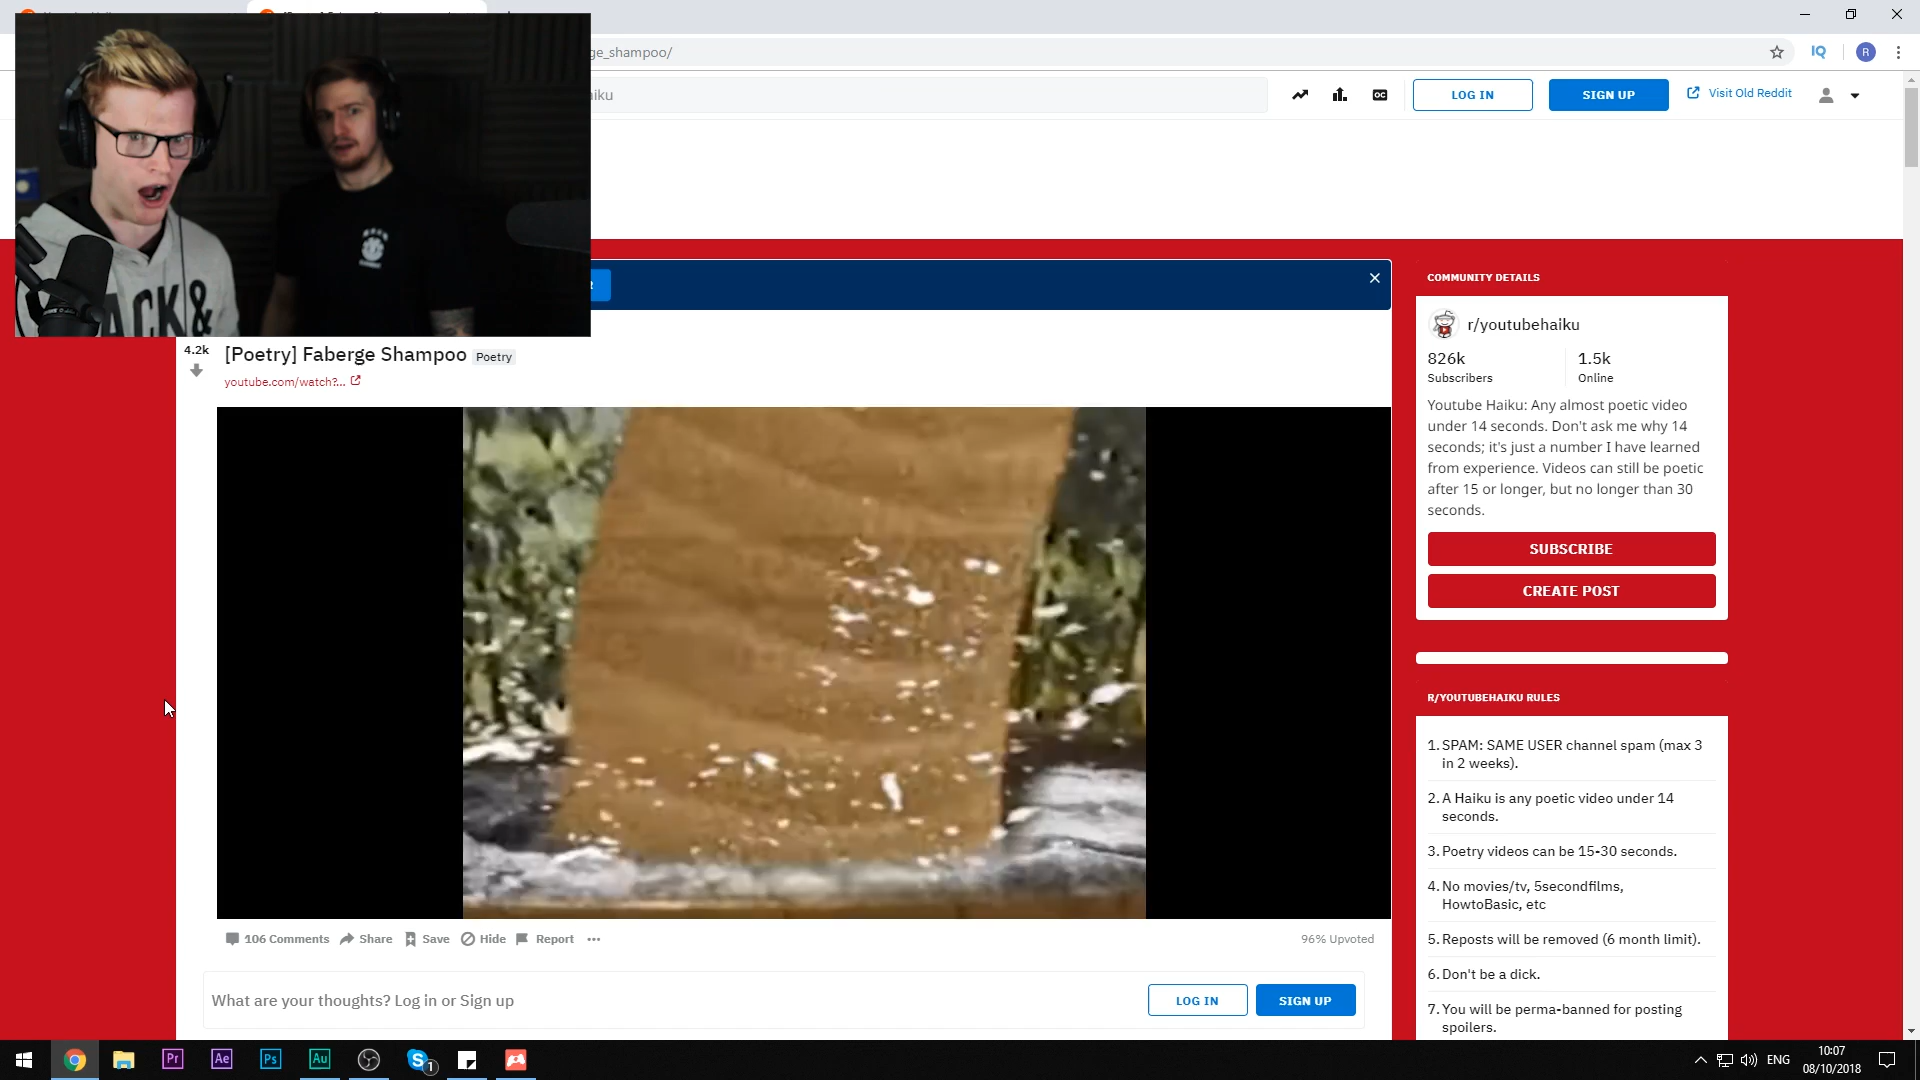 ge_shampoo/
IQ
R
iku
LOG IN
SIGN UP
Visit Old Reddit
ACK &
COMMUNITY DETAILS
r/youtubehaiku
826k
1.5k
Subscribers
Online
4.2k
[Poetry] Faberge Shampoo Poetry
youtube.com/watch?...
Youtube Haiku: Any almost poetic video
under 14 seconds. Don't ask me why 14
seconds; it's just a number I have learned
from experience. Videos can still be poetic
after 15 or longer, but no longer than 30
seconds.
SUBSCRIBE
CREATE POST
R/YOUTUBEHAIKU RULES
1. SPAM: SAME USER channel spam (max 3
in 2 weeks).
2. A Haiku is any poetic video under 14
seconds.
3. Poetry videos can be 15-30 seconds.
4. No movies/tv, 5secondfilms,
HowtoBasic, etc
5. Reposts will be removed (6 month limit).
6. Don't be a dick.
7. You will be perma-banned for posting
spoilers.
106 Comments Share Save Hide Report ...
96% Upvoted
What are your thoughts? Log in or Sign up
LOG IN
SIGN UP
Pr Ae Ps Au S 1
ENG
10:07
08/10/2018